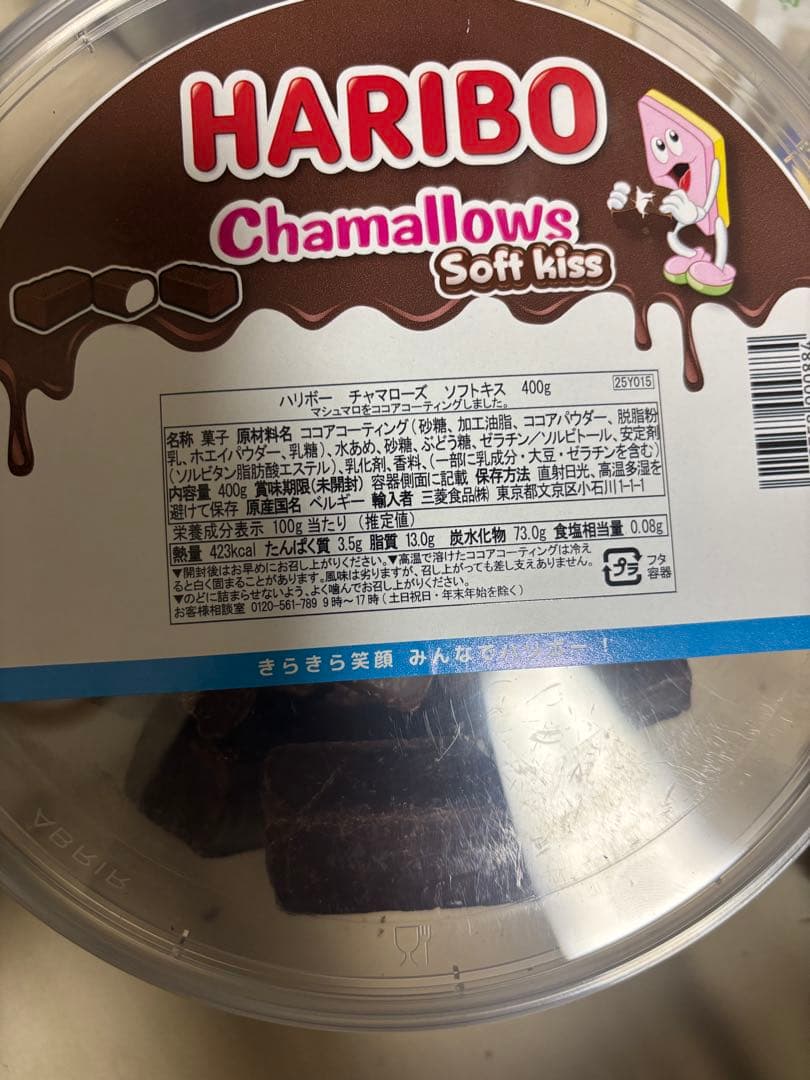 HARIBO
Chamallows
Soft kiss
ハリボー チャマローズ ソフトキス 400g
25Y015
マシュマロをココアコーティングしました。
名称 菓子 原材料名 ココアコーティング(砂糖、加工油脂、ココアパウダー、脱脂粉
乳、ホエイパウダー、乳糖)、水あめ、砂糖、ぶどう糖、ゼラチン/ソルビトール、安定剤
(ソルビタン脂肪酸エステル)、乳化剤、香料、(一部に乳成分・大豆・ゼラチンを含む)
内容量 400g 賞味期限(未開封) 容器側面に記載 保存方法 直射日光、高温多湿を
避けて保存 原産国名 ベルギー 輸入者 三菱食品㈱ 東京都文京区小石川1-1-1
栄養成分表示 100g当たり (推定値)
熱量 423kcal たんぱく質 3.5g 脂質 13.0g 炭水化物 73.0g 食塩相当量 0.08g
▼開封後はお早めにお召し上がりください。▼高温で溶けたココアコーティングは冷え
ると白く固まることがあります。風味は劣りますが、召し上がっても差し支えありません。
▼のどに詰まらせないよう、よく噛んでお召し上がりください。
お客様相談室 0120-561-789 9時~17時(土日祝日・年末年始を除く)
プラ
フタ
容器
きらきら笑顔 みんなでハリボー!
ABRIR